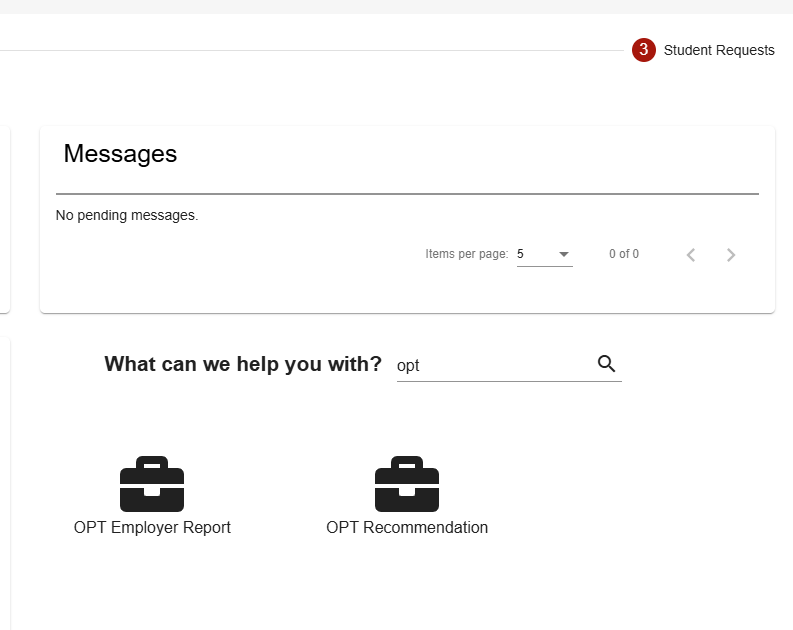 3 Student Requests
Messages
No pending messages.
Items per page: 5 0 of 0
What can we help you with? opt
OPT Employer Report OPT Recommendation